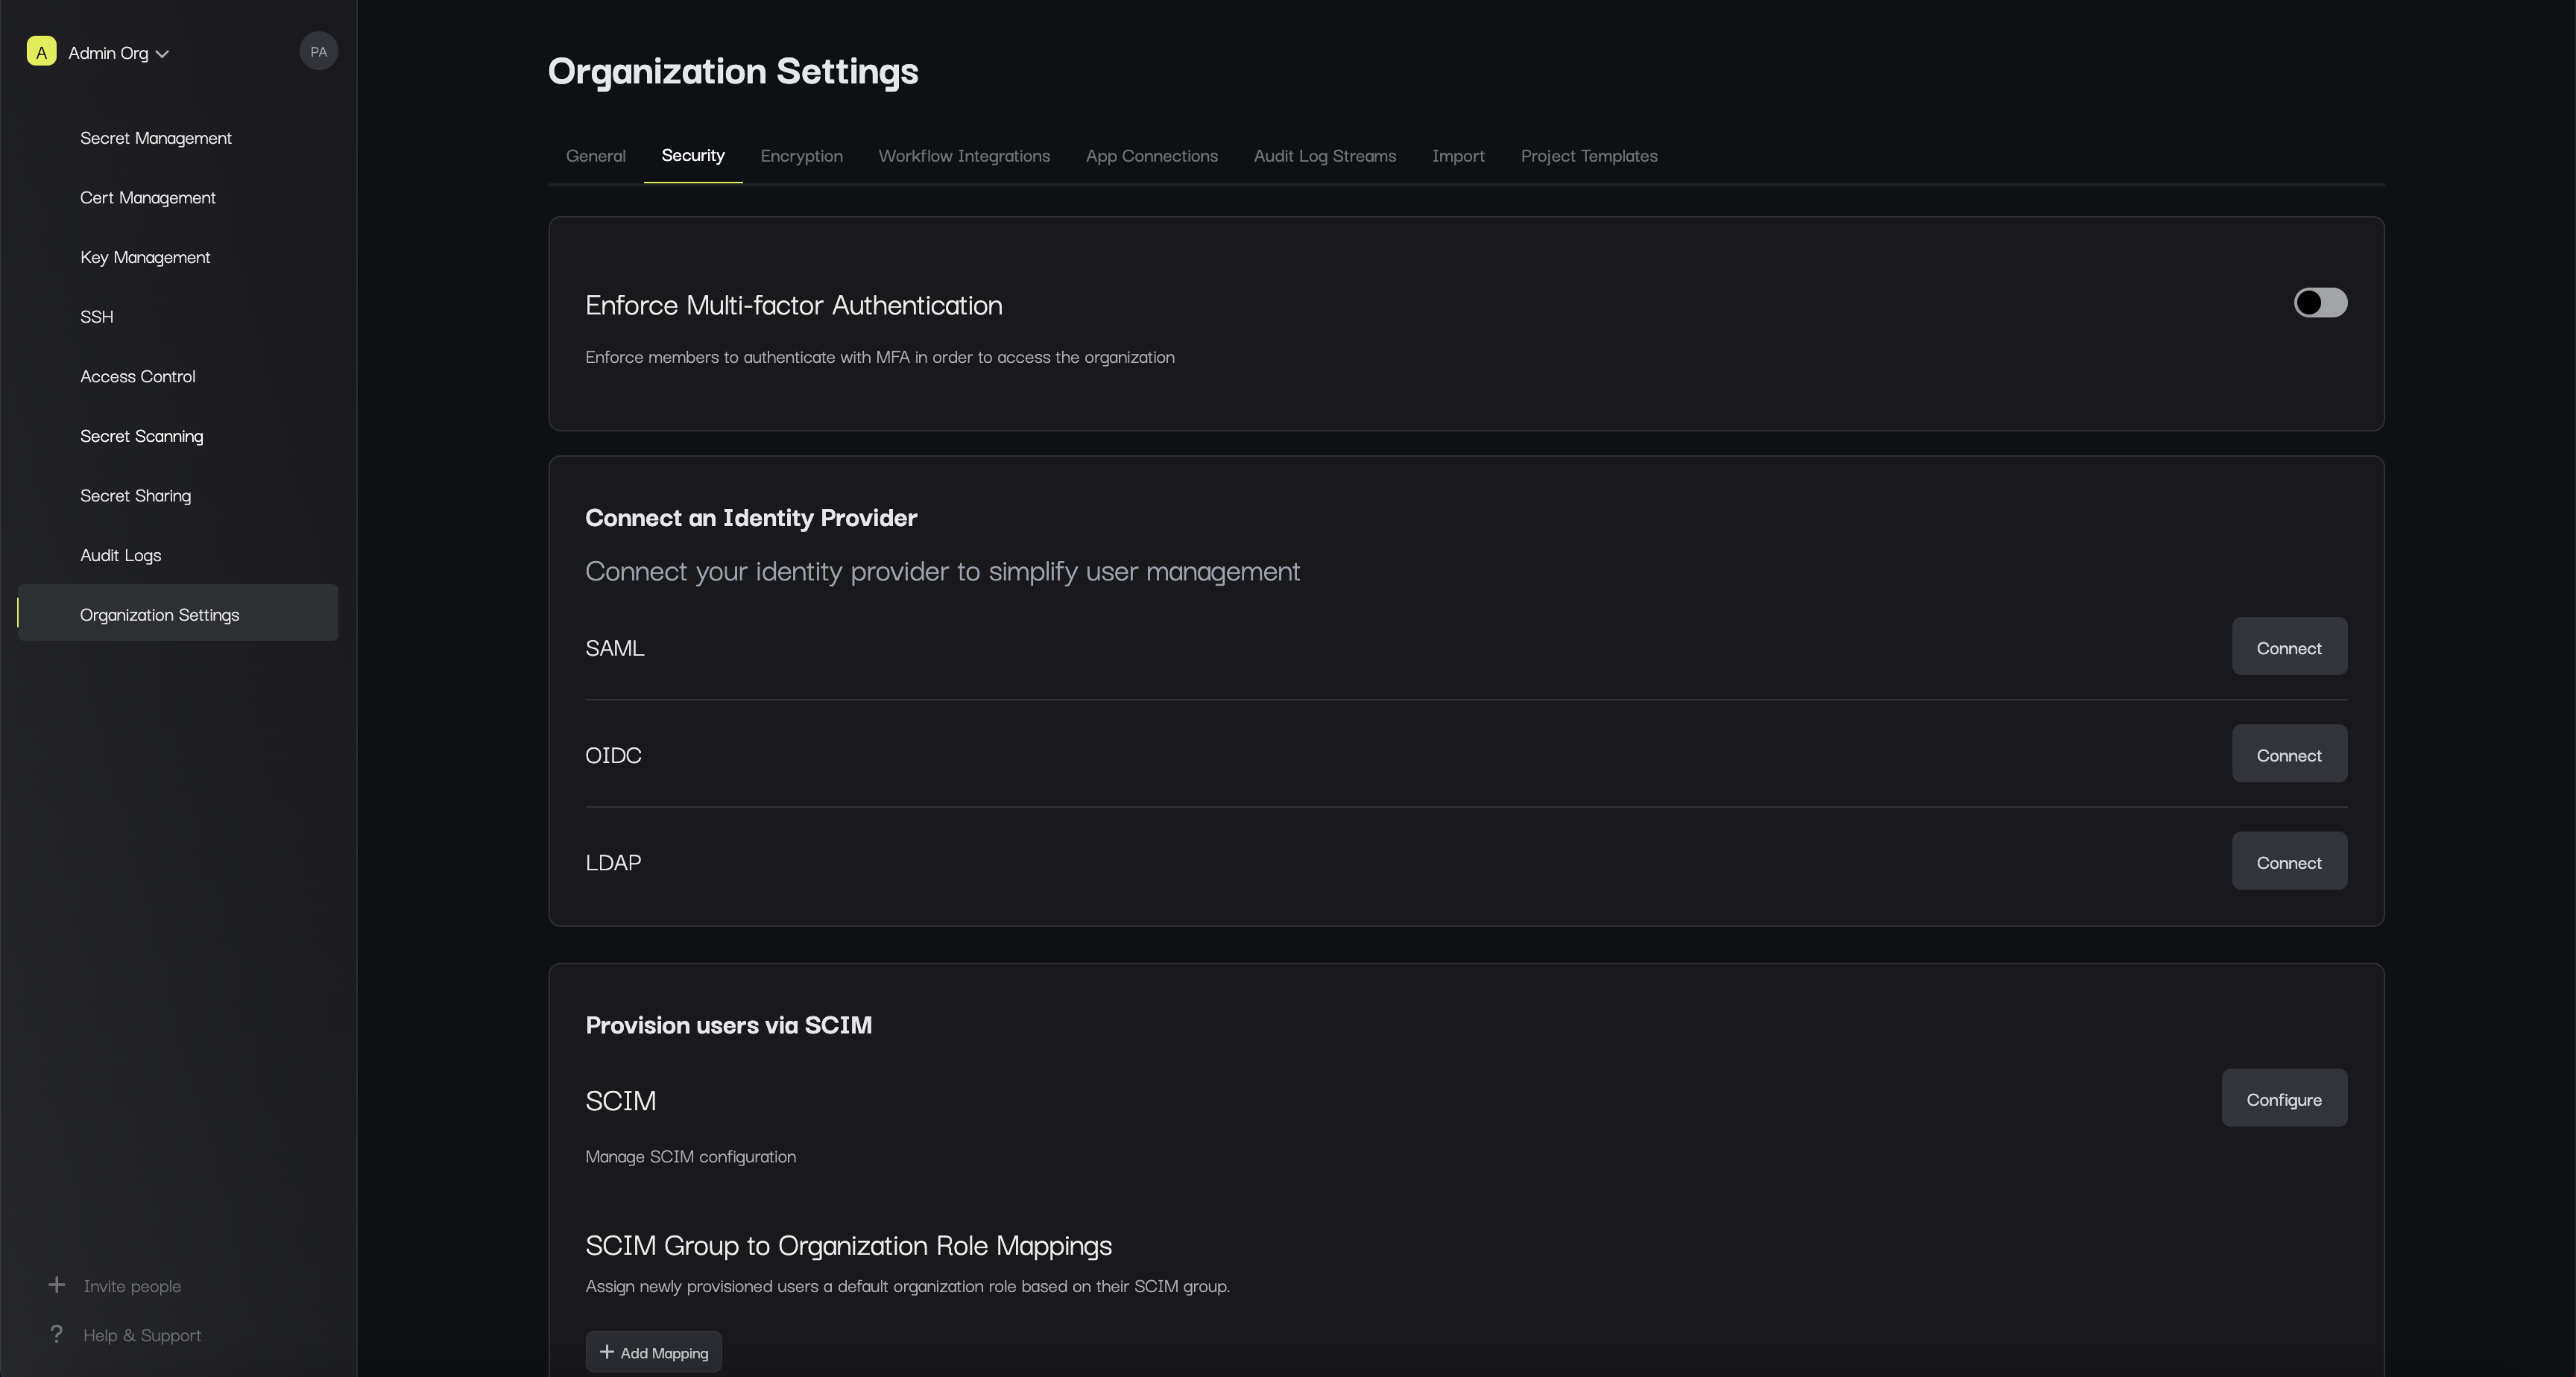 A Admin Org PA
Secret Management
Cert Management
Key Management
SSH
Access Control
Secret Scanning
Secret Sharing
Audit Logs
Organization Settings
+ Invite people
? Help & Support
Organization Settings
General Security Encryption Workflow Integrations App Connections Audit Log Streams Import Project Templates
Enforce Multi-factor Authentication
Enforce members to authenticate with MFA in order to access the organization
Connect an Identity Provider
Connect your identity provider to simplify user management
SAML Connect
OIDC Connect
LDAP Connect
Provision users via SCIM
SCIM Configure
Manage SCIM configuration
SCIM Group to Organization Role Mappings
Assign newly provisioned users a default organization role based on their SCIM group.
+ Add Mapping